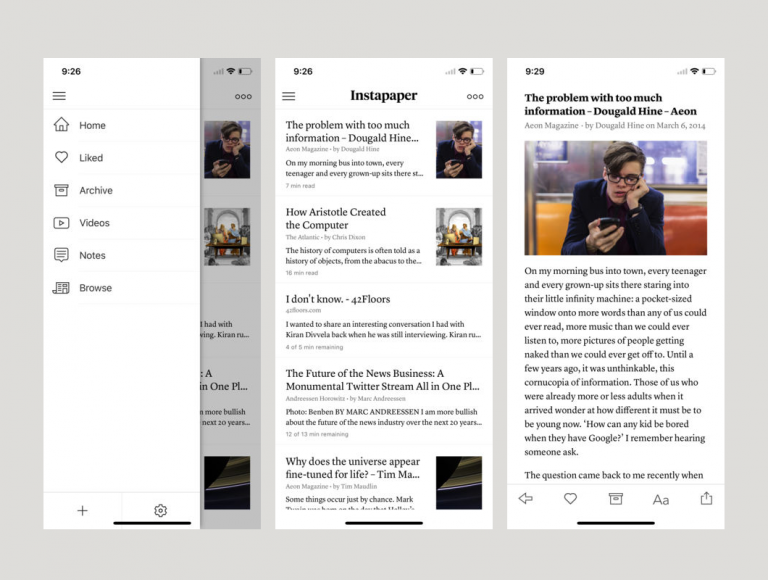 9:26
ooo
Home
Liked
Archive
Videos
Notes
Browse
I had with
wing. Kiran ru...
: A
in One Pl...
n more bullish
next 20 years...
+
9:26
Instapaper
ooo
The problem with too much
information – Dougald Hine...
Aeon Magazine • by Dougald Hine
On my morning bus into town, every
teenager and every grown-up sits there st...
7 min read
How Aristotle Created
the Computer
The Atlantic • by Chris Dixon
The history of computers is often told as a
history of objects, from the abacus to the...
16 min read
I don't know. - 42Floors
42floors.com
I wanted to share an interesting conversation I had with
Kiran Divvela back when he was still interviewing. Kiran ru...
4 of 5 min remaining
The Future of the News Business: A
Monumental Twitter Stream All in One Pl...
Andreessen Horowitz • by Marc Andreessen
Photo: Benben BY MARC ANDREESSEN I am more bullish
about the future of the news industry over the next 20 years...
12 of 13 min remaining
Why does the universe appear
fine-tuned for life? – Tim Ma...
Aeon Magazine • by Tim Maudlin
Some things occur just by chance. Mark
Twain was born on the day that Halley's
9:29
The problem with too much
information – Dougald Hine – Aeon
Aeon Magazine • by Dougald Hine on March 6, 2014
On my morning bus into town, every teenager
and every grown-up sits there staring into
their little infinity machine: a pocket-sized
window onto more words than any of us could
ever read, more music than we could ever
listen to, more pictures of people getting
naked than we could ever get off to. Until a
few years ago, it was unthinkable, this
cornucopia of information. Those of us who
were already more or less adults when it
arrived wonder at how different it must be to
be young now. 'How can any kid be bored
when they have Google?' I remember hearing
someone ask.
The question came back to me recently when
Aa